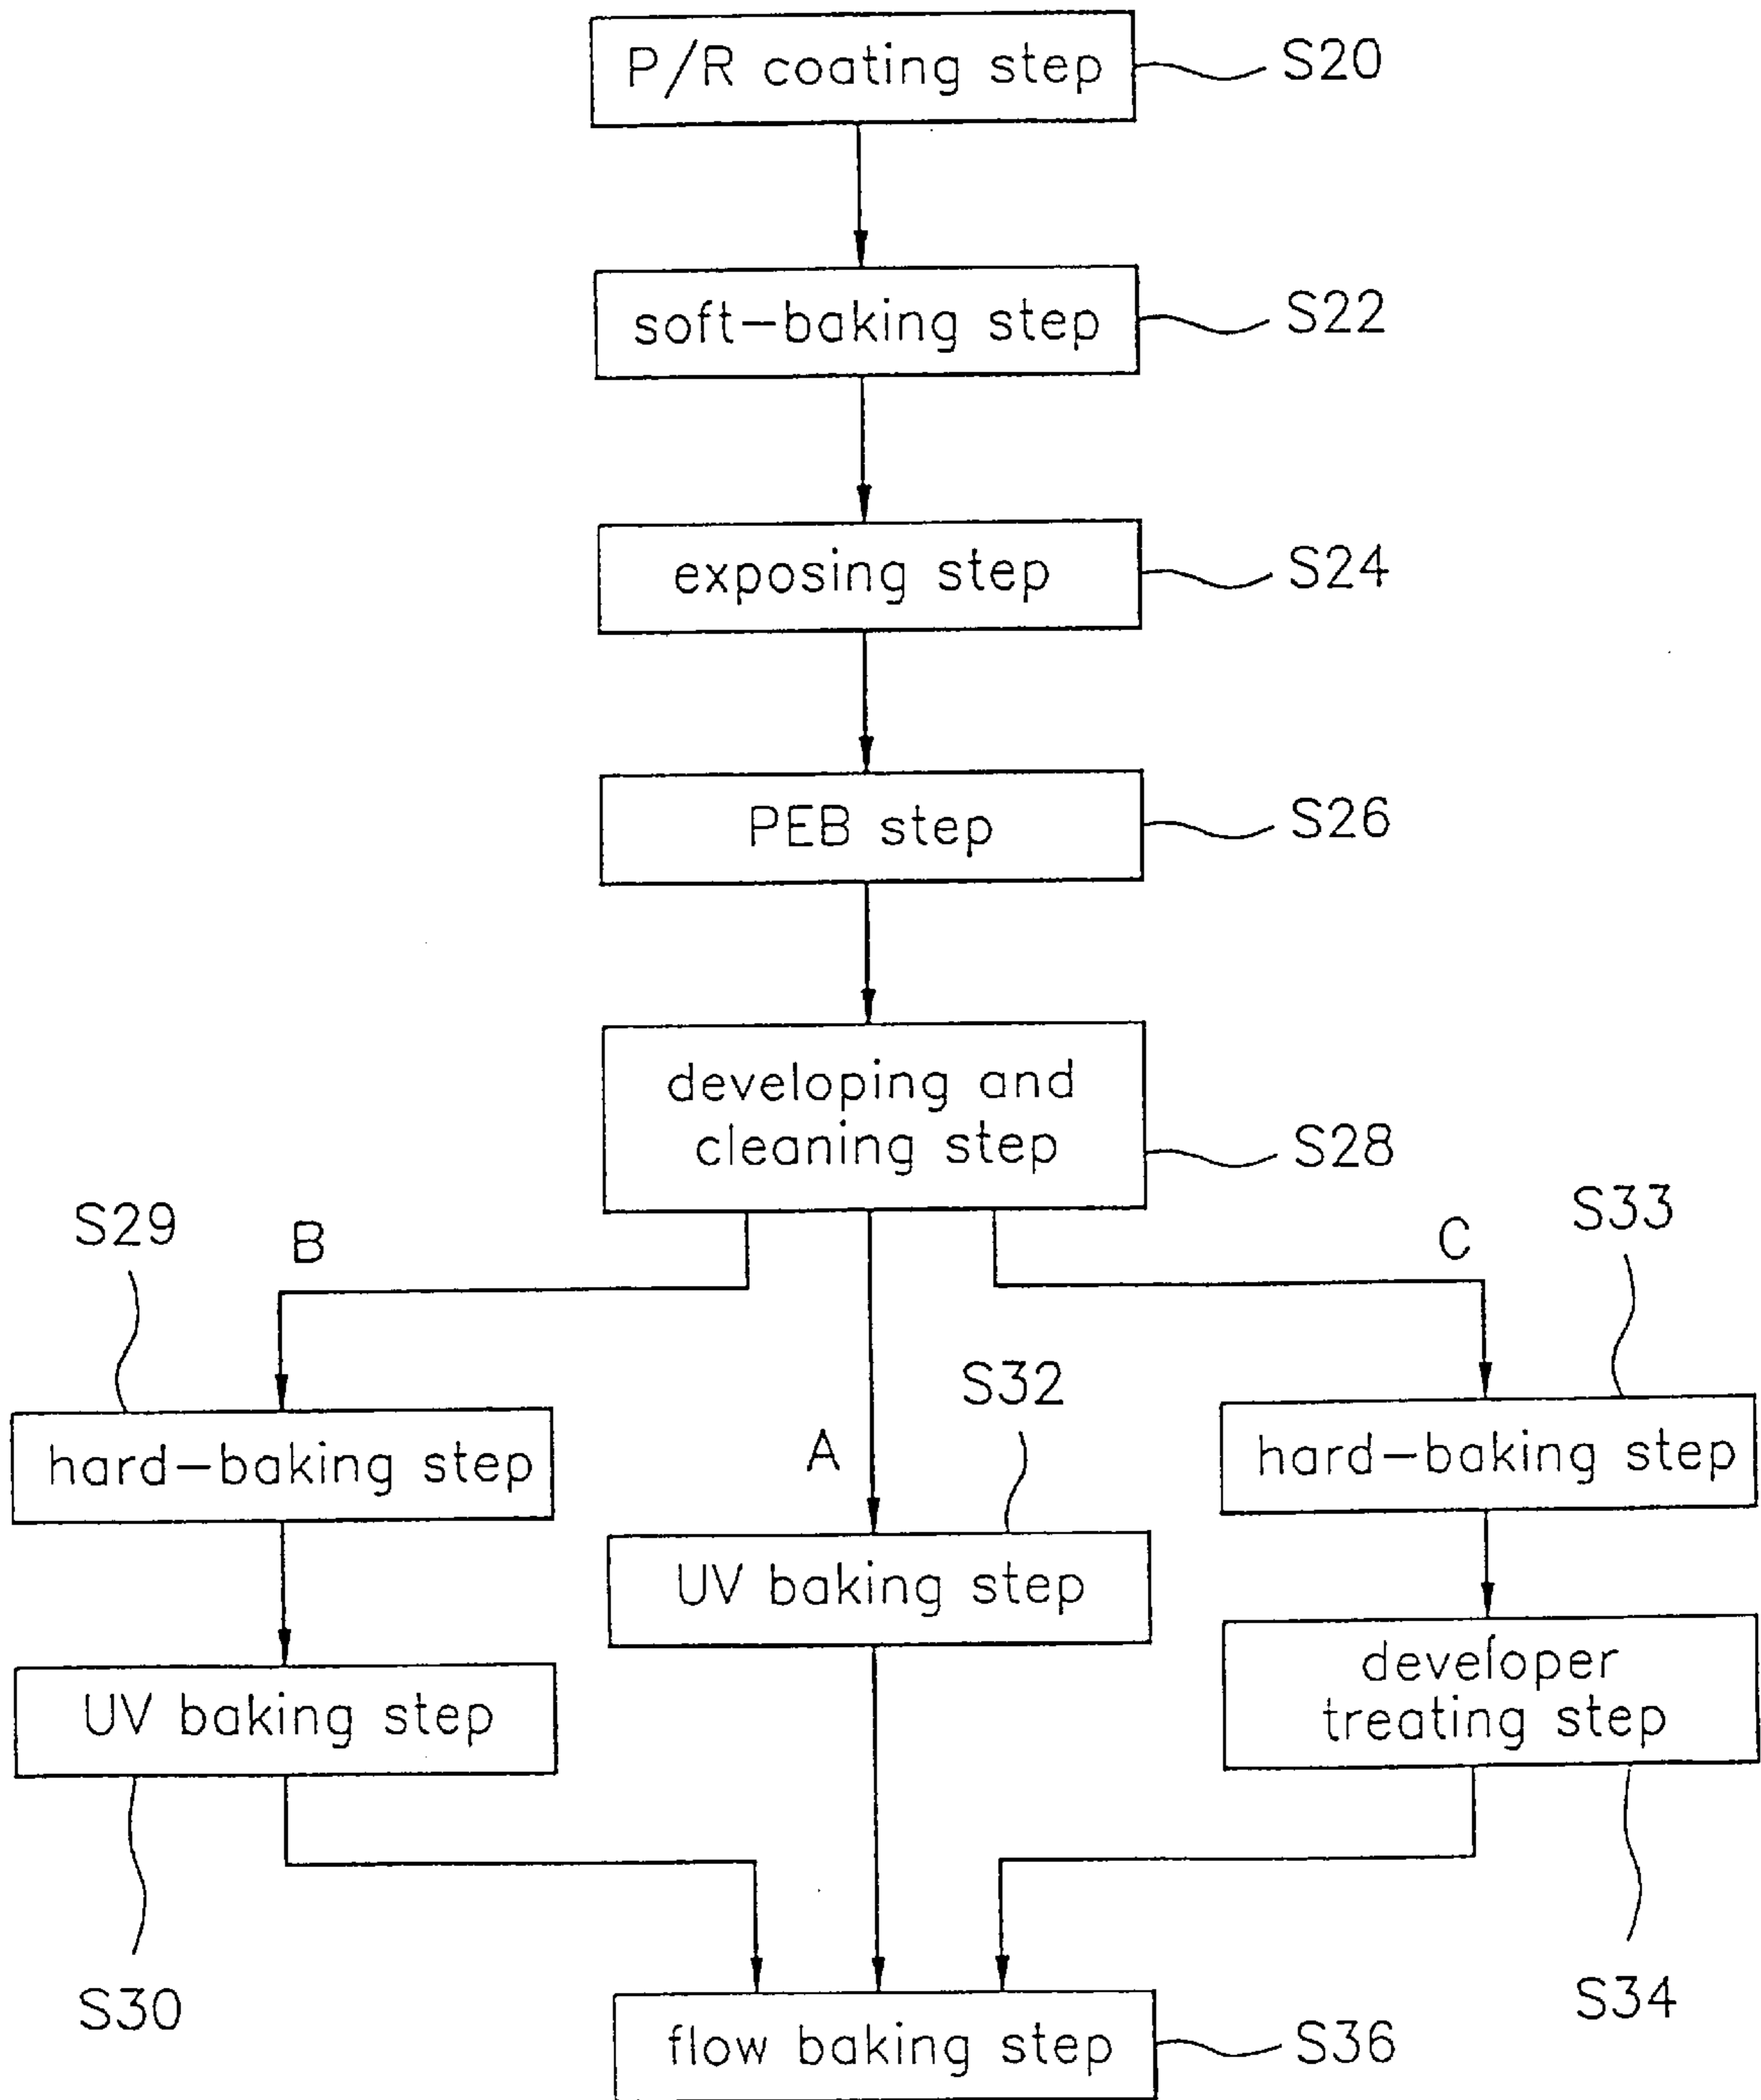 P/R coating step
S20
soft-baking step
S22
exposing step
S24
PEB step
S26
developing and
cleaning step
S28
S29
B
C
S33
S32
hard-baking step
A
hard-baking step
UV baking step
UV baking step
developer
treating step
S30
S34
flow baking step
S36